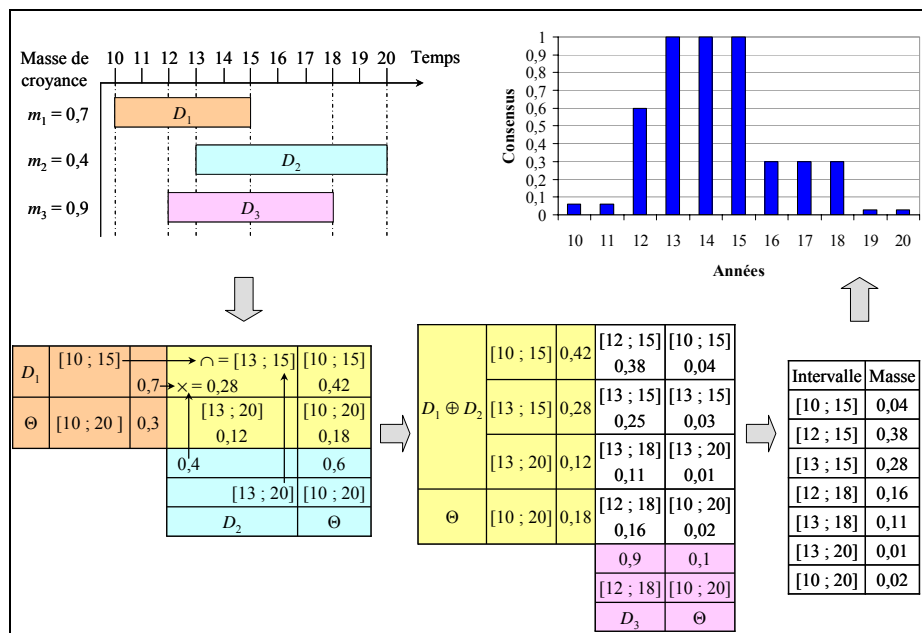 Masse de croyance
10 11 12 13 14 15 16 17 18 19 20 Temps
m1 = 0,7 D1
m2 = 0,4 D2
m3 = 0,9 D3
Consensus
1
0,9
0,8
0,7
0,6
0,5
0,4
0,3
0,2
0,1
0
10 11 12 13 14 15 16 17 18 19 20
Années
D1 [10 ; 15] ∩ = [13 ; 15] [10 ; 15]
0,7 × = 0,28 0,42
Θ [10 ; 20 ] 0,3 [13 ; 20] [10 ; 20]
0,12 0,18
0,4 0,6
[13 ; 20] [10 ; 20]
D2 Θ
D1 ⊕ D2 [10 ; 15] 0,42 [12 ; 15] [10 ; 15]
0,38 0,04
[13 ; 15] 0,28 [13 ; 15] [13 ; 15]
0,25 0,03
[13 ; 20] 0,12 [13 ; 18] [13 ; 20]
0,11 0,01
Θ [10 ; 20] 0,18 [12 ; 18] [10 ; 20]
0,16 0,02
0,9 0,1
[12 ; 18] [10 ; 20]
D3 Θ
Intervalle Masse
[10 ; 15] 0,04
[12 ; 15] 0,38
[13 ; 15] 0,28
[12 ; 18] 0,16
[13 ; 18] 0,11
[13 ; 20] 0,01
[10 ; 20] 0,02